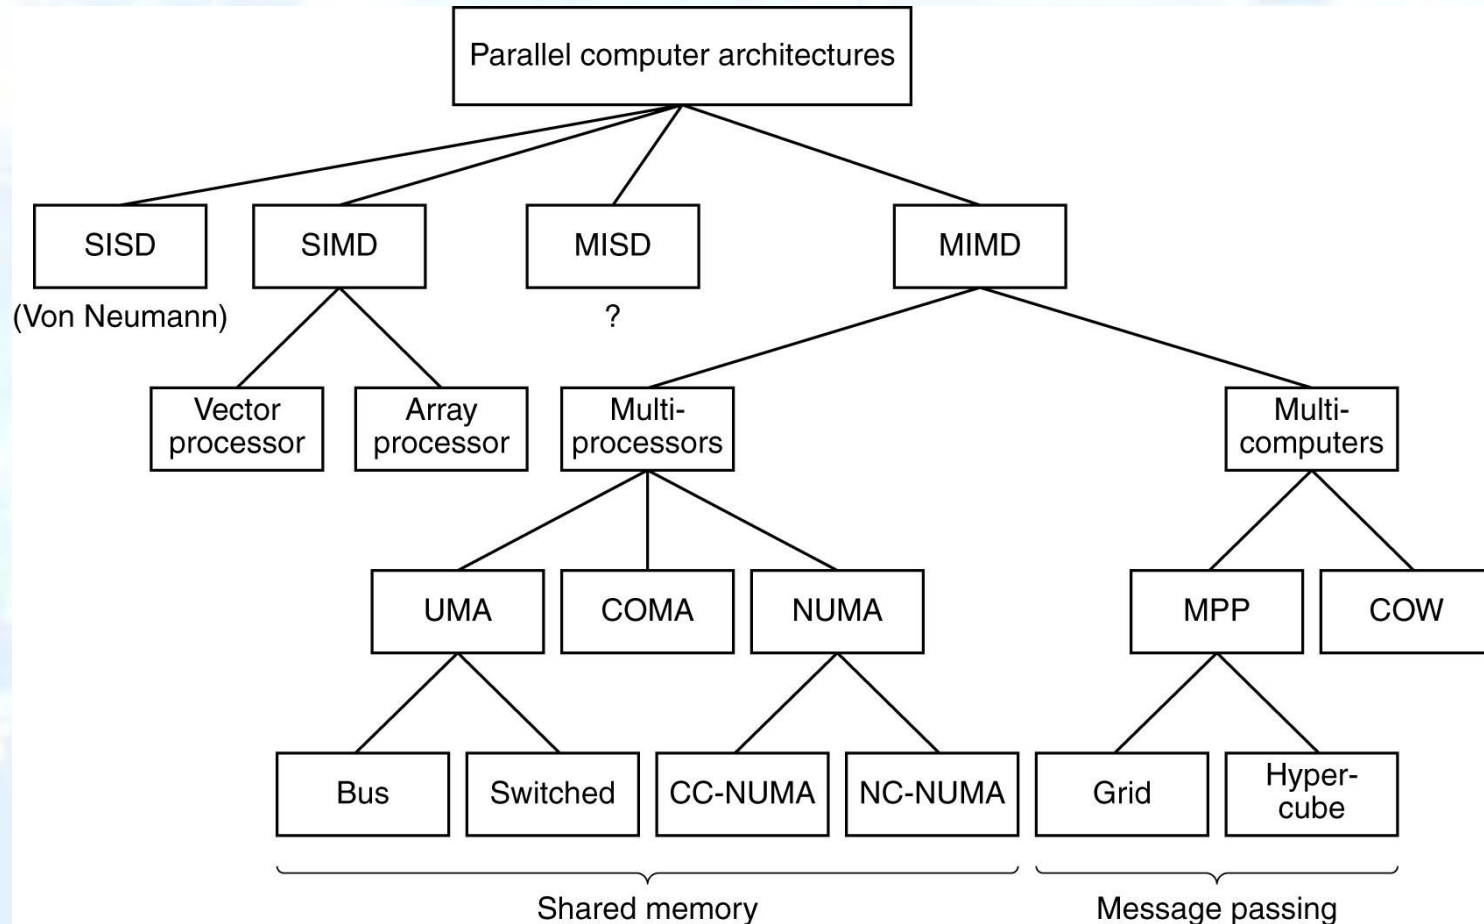 Parallel computer architectures
SISD
SIMD
MISD
MIMD
(Von Neumann)
?
Vector
processor
Array
processor
Multi-
processors
Multi-
computers
UMA
COMA
NUMA
MPP
COW
Bus
Switched
CC-NUMA
NC-NUMA
Grid
Hyper-
cube
Shared memory
Message passing